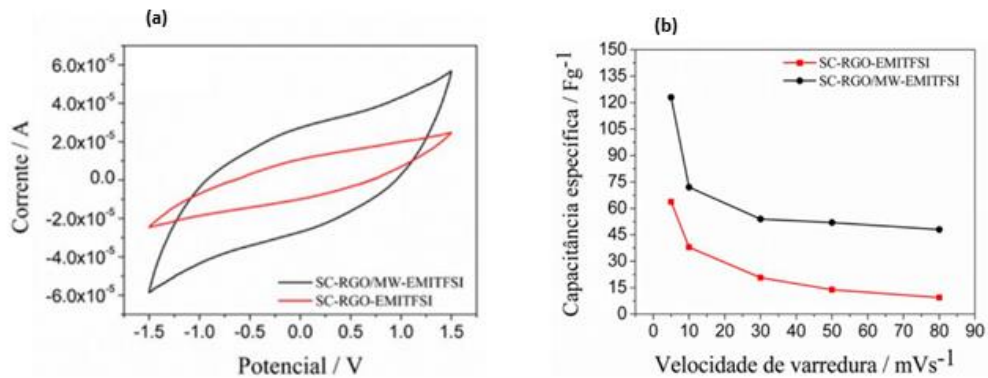 (a)
6.0x10⁻⁵
4.0x10⁻⁵
2.0x10⁻⁵
0.0
-2.0x10⁻⁵
-4.0x10⁻⁵
-6.0x10⁻⁵
Corrente / A
SC-RGO/MW-EMITFSI
SC-RGO-EMITFSI
-1.5 -1.0 -0.5 0.0 0.5 1.0 1.5
Potencial / V
(b)
150
135
120
105
90
75
60
45
30
15
0
Capacitância específica / Fg⁻¹
SC-RGO-EMITFSI
SC-RGO/MW-EMITFSI
0 10 20 30 40 50 60 70 80 90
Velocidade de varredura / mVs⁻¹